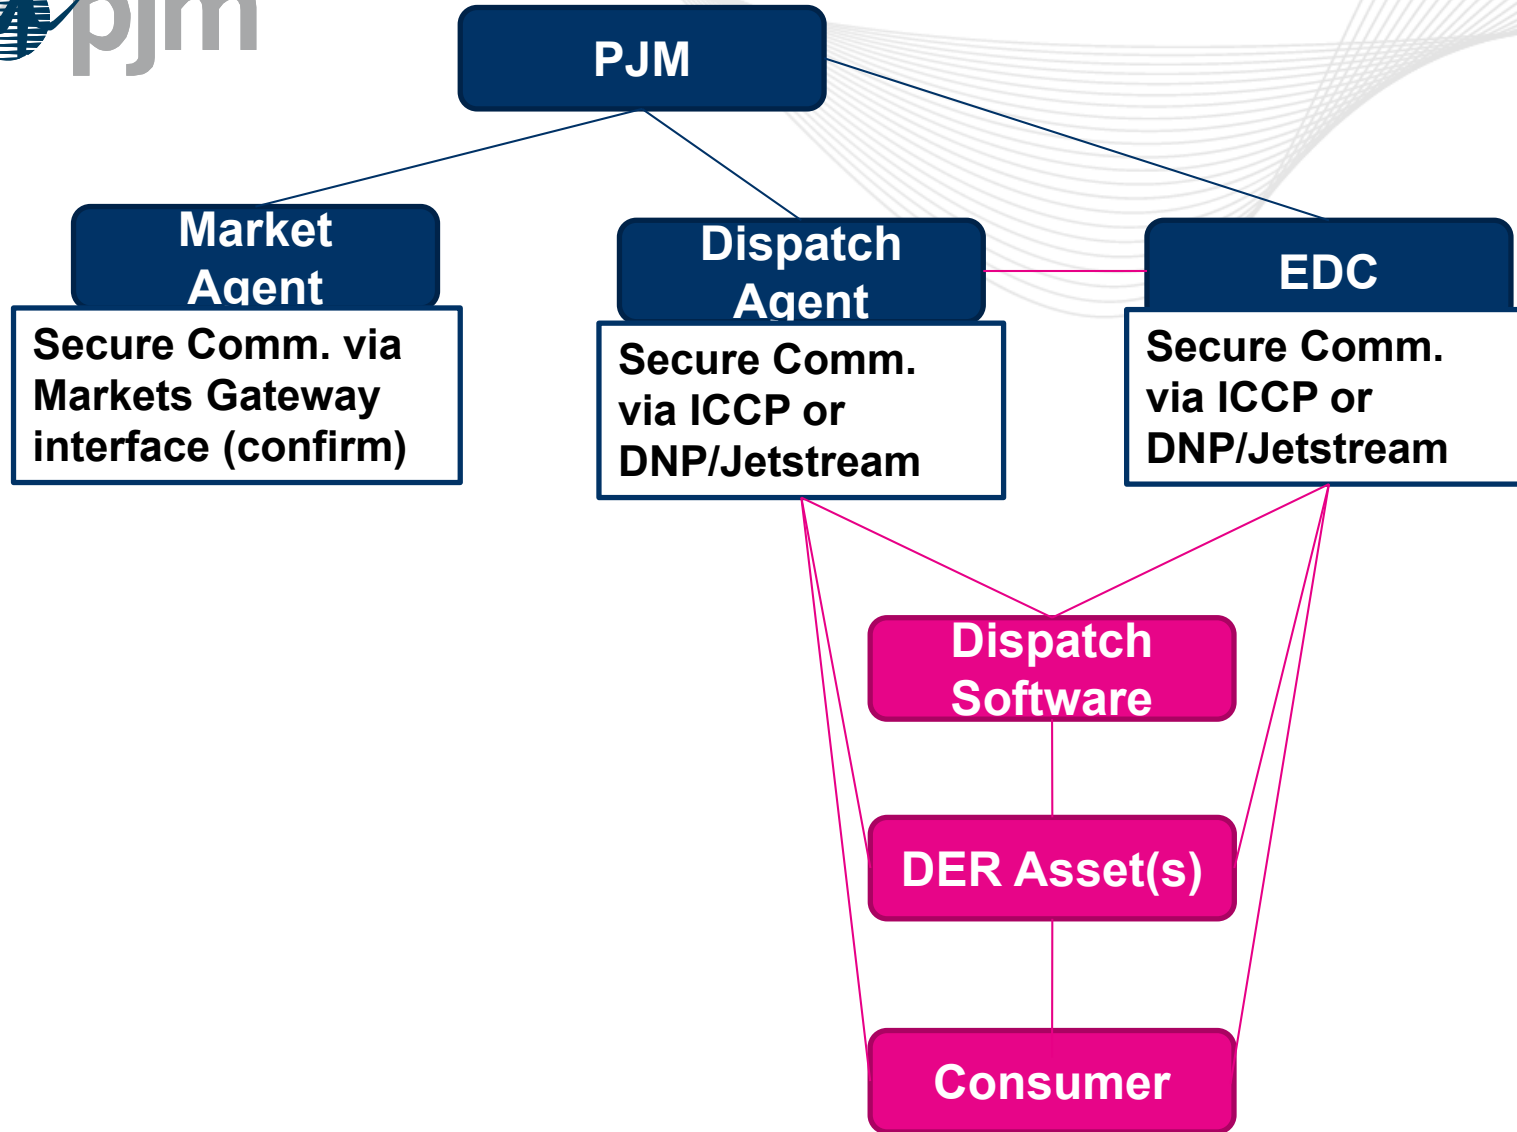 pjm
PJM
Market
Agent
Dispatch
Agent
EDC
Secure Comm. via
Markets Gateway
interface (confirm)
Secure Comm.
via ICCP or
DNP/Jetstream
Secure Comm.
via ICCP or
DNP/Jetstream
Dispatch
Software
DER Asset(s)
Consumer